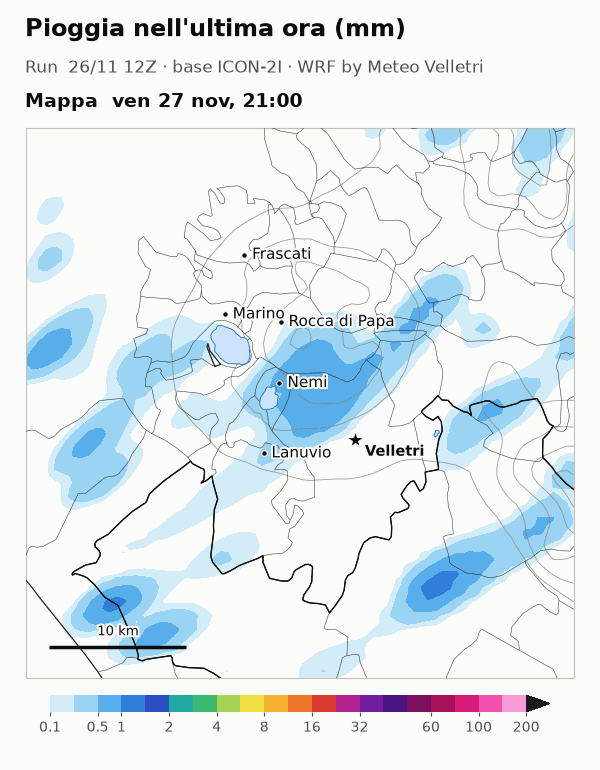 Pioggia nell'ultima ora (mm)
Run  26/11 12Z · base ICON-2I · WRF by Meteo Velletri
Mappa  ven 27 nov, 21:00
Frascati
Marino
Rocca di Papa
Nemi
Velletri
Lanuvio
10 km
0.1 0.5 1 2 4 8 16 32 60 100 200